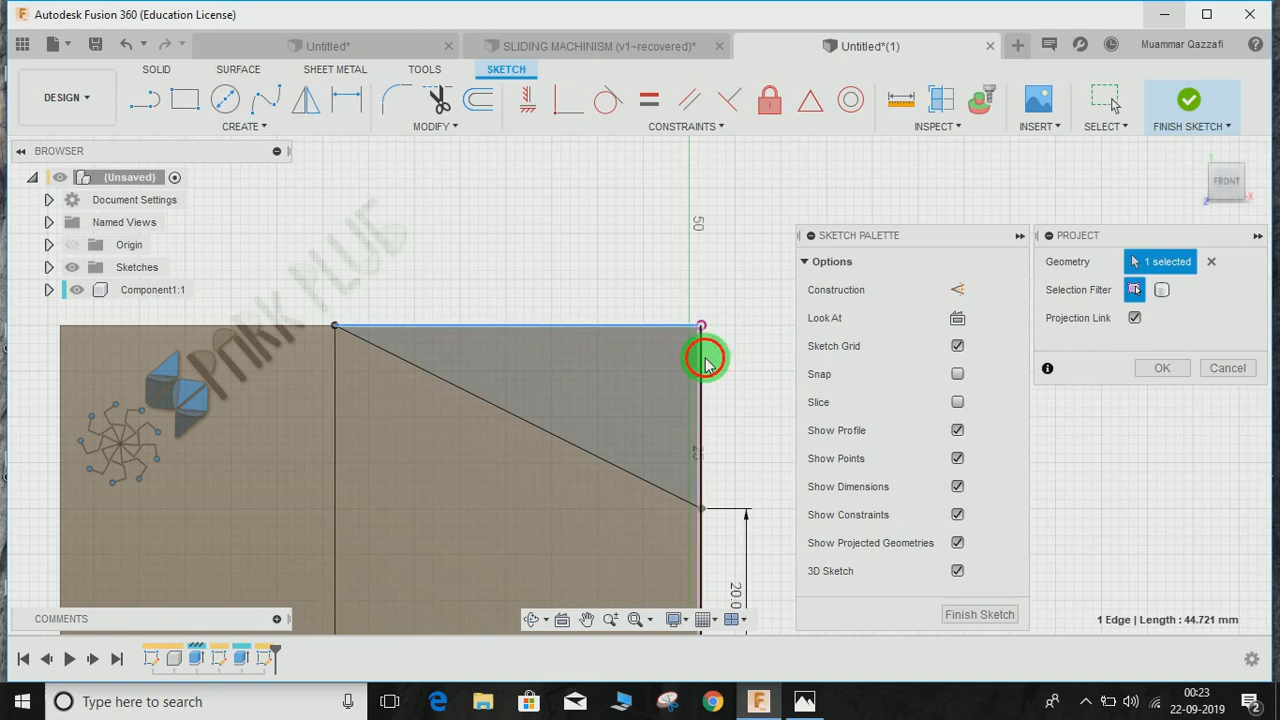 Autodesk Fusion 360 (Education License)
Untitled*
SLIDING MACHINISM (v1~recovered)*
Untitled*(1)
Muammar Qazzafi
DESIGN
SOLID
SURFACE
SHEET METAL
TOOLS
SKETCH
CREATE
MODIFY
CONSTRAINTS
INSPECT
INSERT
SELECT
FINISH SKETCH
BROWSER
(Unsaved)
Document Settings
Named Views
Origin
Sketches
Component1:1
SPARK PLUG
50
25
20.0
FRONT
SKETCH PALETTE
Options
Construction
Look At
Sketch Grid
Snap
Slice
Show Profile
Show Points
Show Dimensions
Show Constraints
Show Projected Geometries
3D Sketch
Finish Sketch
PROJECT
Geometry
1 selected
Selection Filter
Projection Link
OK
Cancel
COMMENTS
1 Edge | Length : 44.721 mm
Type here to search
00:23
22-09-2019
2